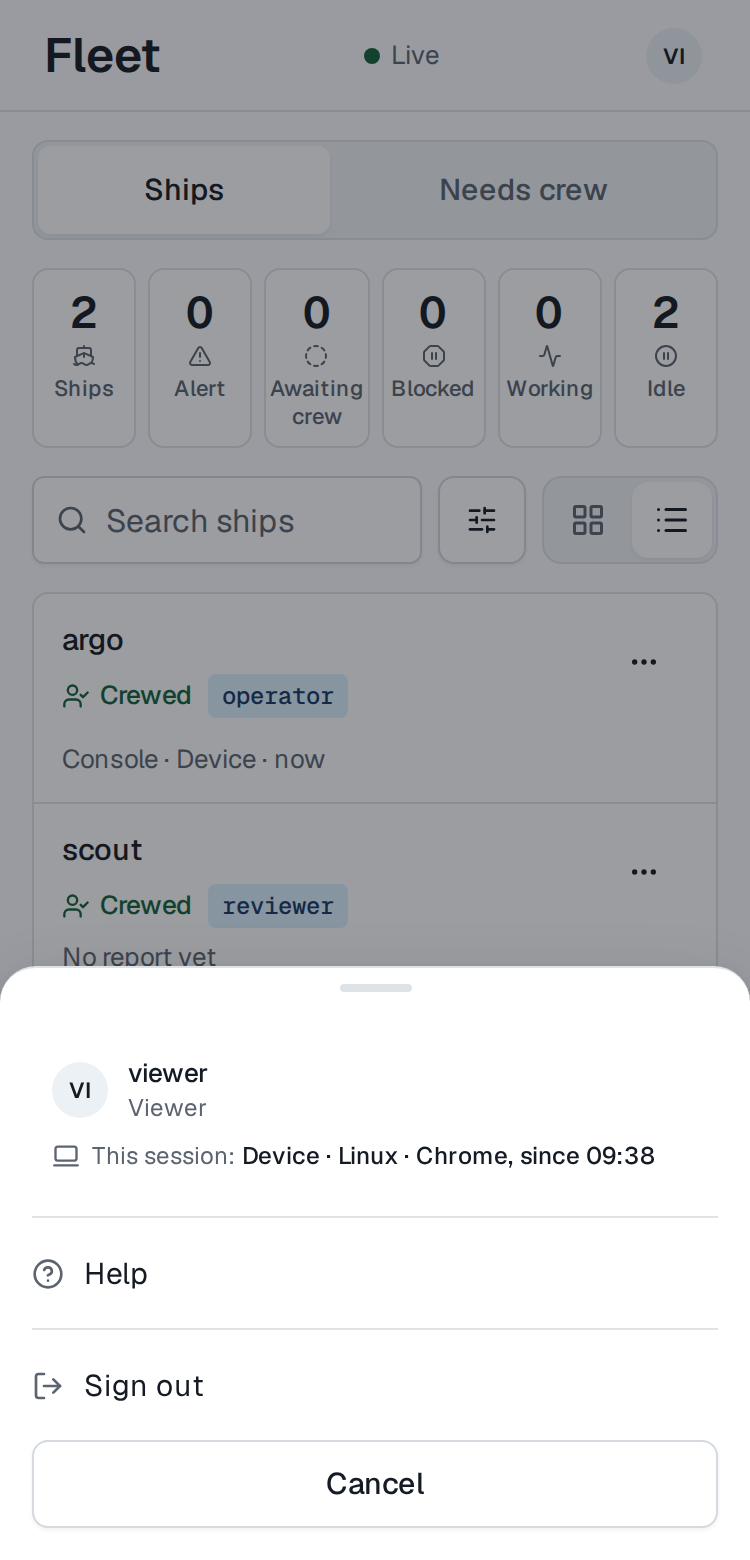 Fleet
Live
VI
Ships
Needs crew
2
Ships
0
Alert
0
Awaiting
crew
0
Blocked
0
Working
2
Idle
Search ships
argo
Crewed
operator
Console · Device · now
scout
Crewed
reviewer
No report yet
VI
viewer
Viewer
This session: Device · Linux · Chrome, since 09:38
Help
Sign out
Cancel